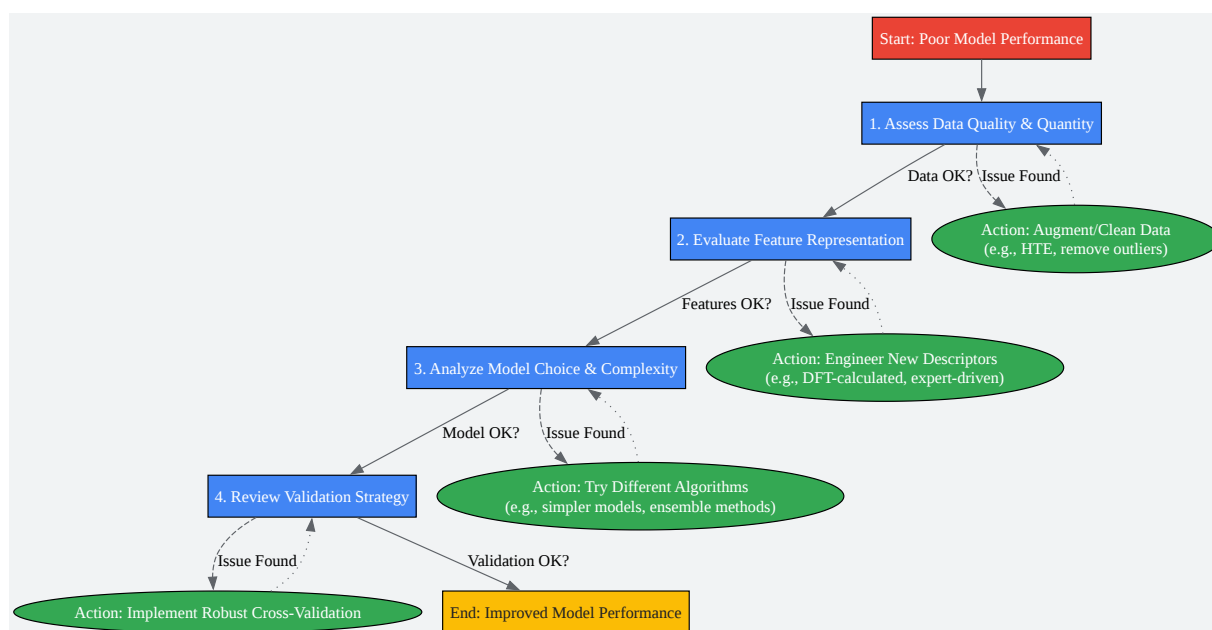 Start: Poor Model Performance
1. Assess Data Quality & Quantity
Data OK?
Issue Found
Action: Augment/Clean Data
(e.g., HTE, remove outliers)
2. Evaluate Feature Representation
Features OK?
Issue Found
Action: Engineer New Descriptors
(e.g., DFT-calculated, expert-driven)
3. Analyze Model Choice & Complexity
Model OK?
Issue Found
Action: Try Different Algorithms
(e.g., simpler models, ensemble methods)
4. Review Validation Strategy
Issue Found
Validation OK?
Action: Implement Robust Cross-Validation
End: Improved Model Performance